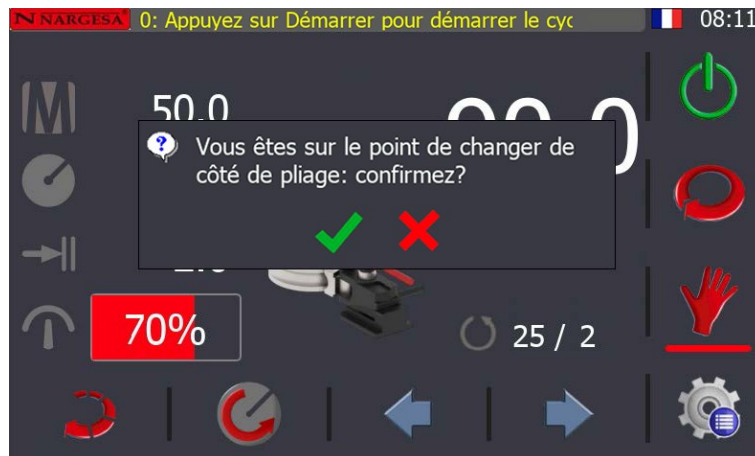 NARGESA
0: Appuyez sur Démarrer pour démarrer le cyc
08:11
50.0
Vous êtes sur le point de changer de
côté de pliage: confirmez?
70%
25 / 2